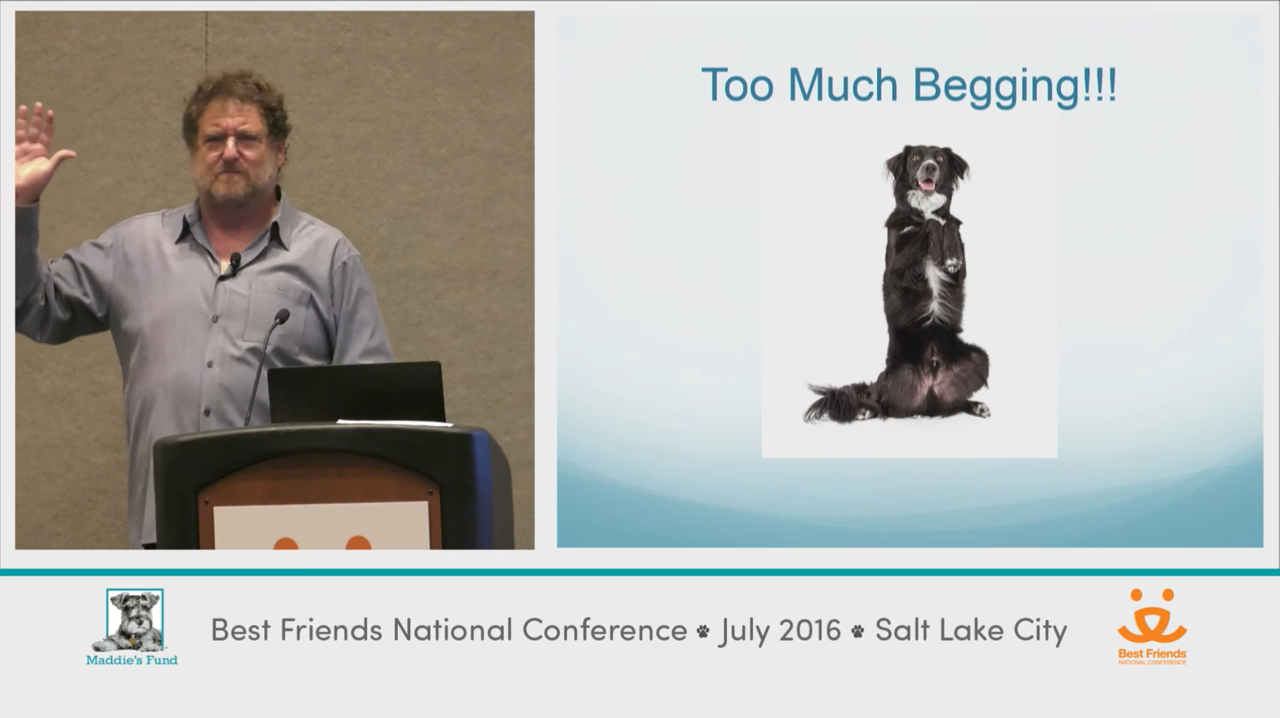 Too Much Begging!!!
Maddie's Fund
Best Friends National Conference July 2016 Salt Lake City
Best Friends
NATIONAL CONFERENCE